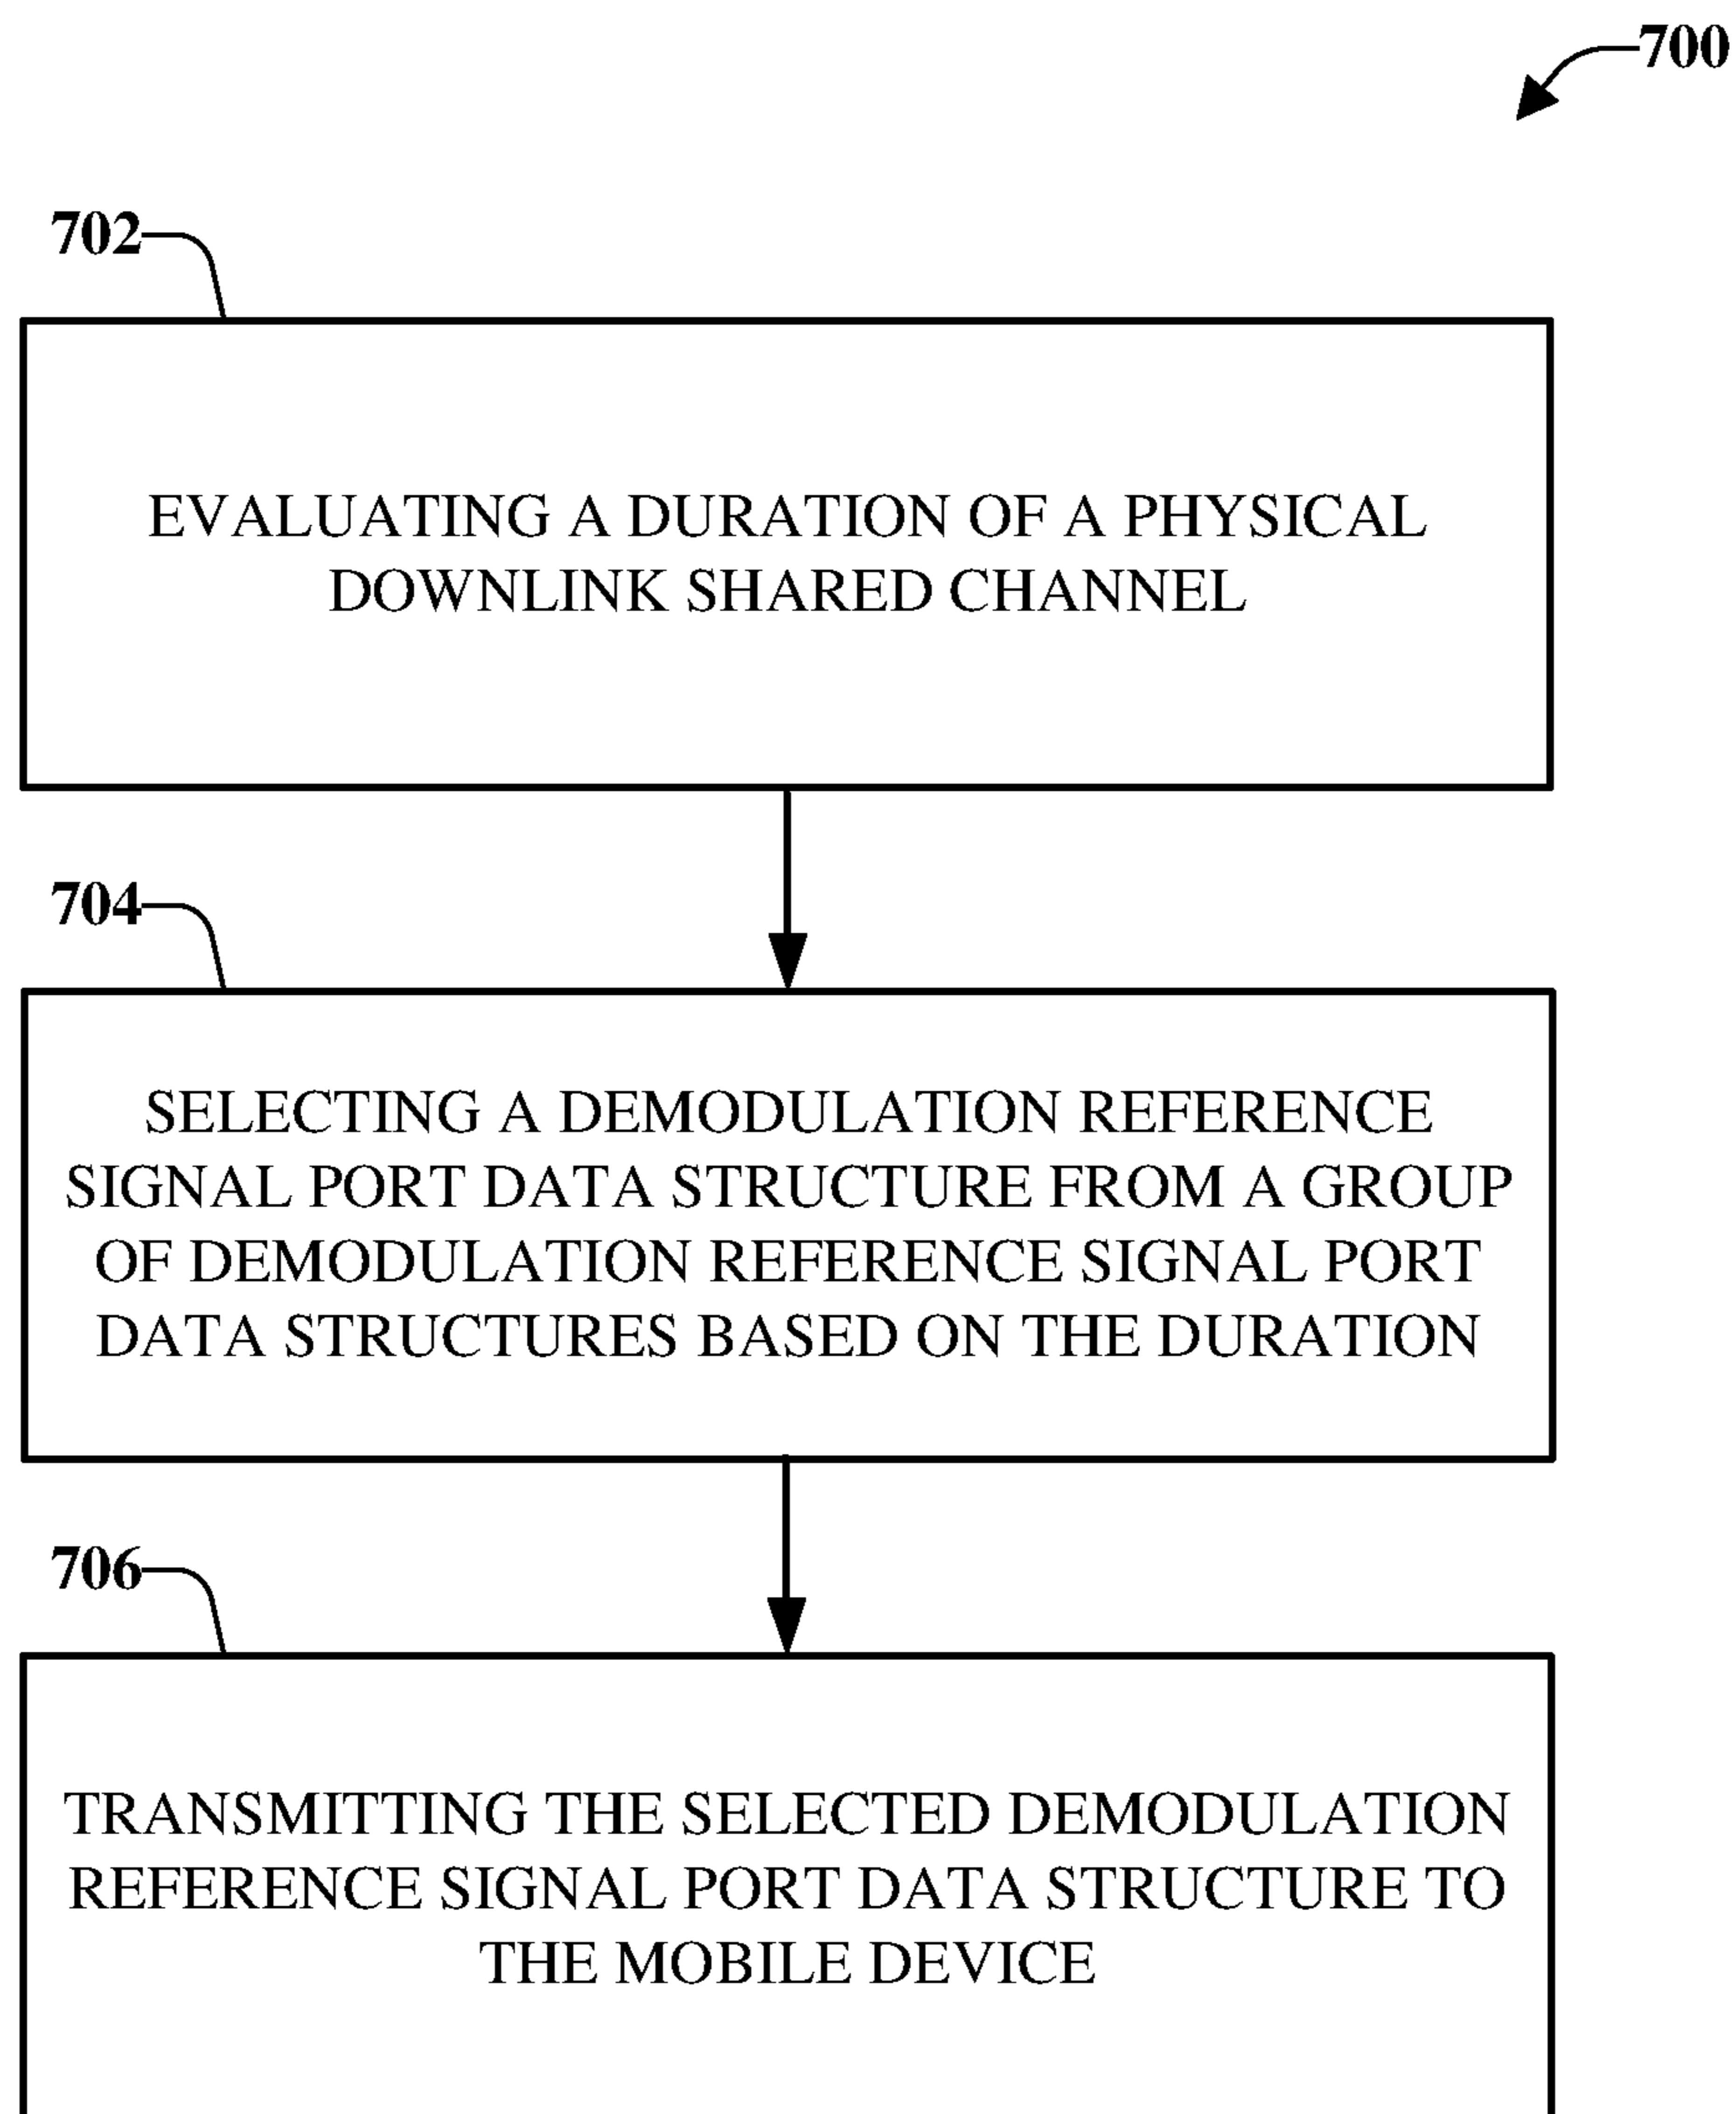 700
702
EVALUATING A DURATION OF A PHYSICAL
DOWNLINK SHARED CHANNEL
704
SELECTING A DEMODULATION REFERENCE
SIGNAL PORT DATA STRUCTURE FROM A GROUP
OF DEMODULATION REFERENCE SIGNAL PORT
DATA STRUCTURES BASED ON THE DURATION
706
TRANSMITTING THE SELECTED DEMODULATION
REFERENCE SIGNAL PORT DATA STRUCTURE TO
THE MOBILE DEVICE